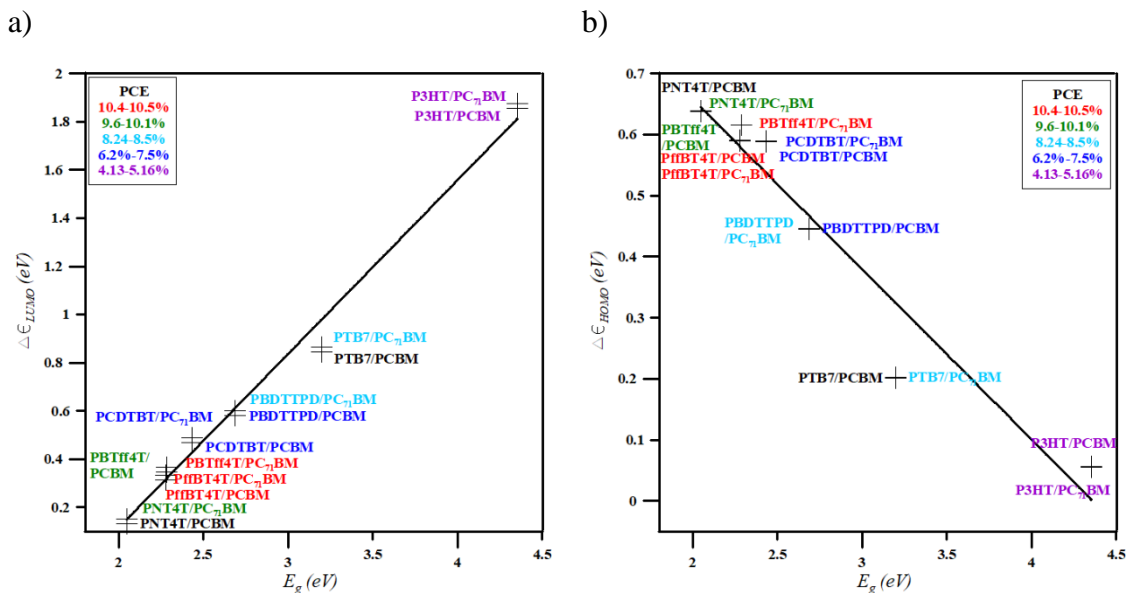 a)
b)
PCE
10.4-10.5%
9.6-10.1%
8.24-8.5%
6.2%-7.5%
4.13-5.16%
2
1.8
1.6
1.4
1.2
1
0.8
0.6
0.4
0.2
ΔϵLUMO (eV)
P3HT/PC71BM
P3HT/PCBM
PTB7/PC71BM
PTB7/PCBM
PBDTTPD/PC71BM
PBDTTPD/PCBM
PCDTBT/PC71BM
PCDTBT/PCBM
PBTff4T/
PCBM
PBTff4T/PC71BM
PffBT4T/PC71BM
PffBT4T/PCBM
PNT4T/PC71BM
PNT4T/PCBM
2 2.5 3 3.5 4 4.5
Eg (eV)
0.7
0.6
0.5
0.4
0.3
0.2
0.1
0
ΔϵHOMO (eV)
PNT4T/PCBM
PNT4T/PC71BM
PBTff4T
/PCBM
PBTff4T/PC71BM
PCDTBT/PC71BM
PCDTBT/PCBM
PffBT4T/PCBM
PffBT4T/PC71BM
PBDTTPD
/PC71BM
PBDTTPD/PCBM
PTB7/PCBM
PTB7/PC71BM
P3HT/PCBM
P3HT/PC71BM
PCE
10.4-10.5%
9.6-10.1%
8.24-8.5%
6.2%-7.5%
4.13-5.16%
2 2.5 3 3.5 4 4.5
Eg (eV)